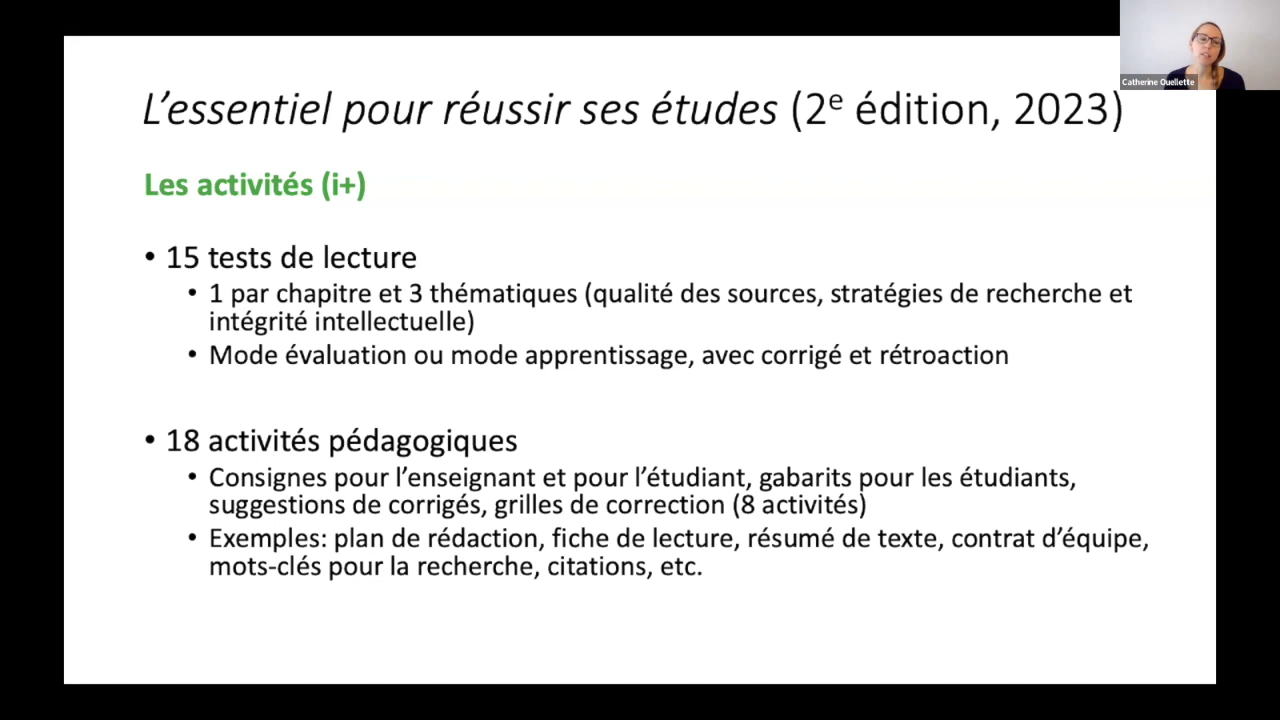 Catherine Ouellette
L’essentiel pour réussir ses études (2e édition, 2023)
Les activités (i+)
• 15 tests de lecture
• 1 par chapitre et 3 thématiques (qualité des sources, stratégies de recherche et
intégrité intellectuelle)
• Mode évaluation ou mode apprentissage, avec corrigé et rétroaction
• 18 activités pédagogiques
• Consignes pour l’enseignant et pour l’étudiant, gabarits pour les étudiants,
suggestions de corrigés, grilles de correction (8 activités)
• Exemples: plan de rédaction, fiche de lecture, résumé de texte, contrat d’équipe,
mots-clés pour la recherche, citations, etc.